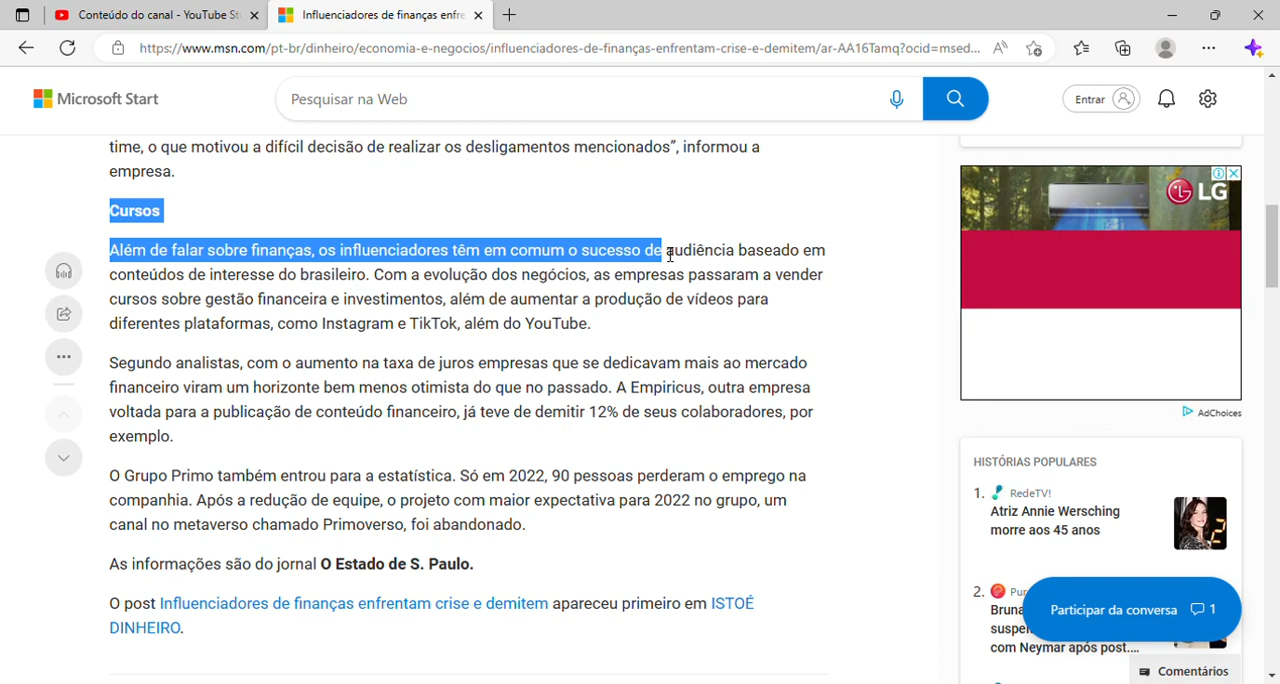 Conteúdo do canal - YouTube St
Influenciadores de finanças enfre
https://www.msn.com/pt-br/dinheiro/economia-e-negocios/influenciadores-de-finanças-enfrentam-crise-e-demitem/ar-AA16Tamq?ocid=msed...
Microsoft Start
Pesquisar na Web
Entrar
time, o que motivou a difícil decisão de realizar os desligamentos mencionados”, informou a
empresa.
Cursos
Além de falar sobre finanças, os influenciadores têm em comum o sucesso de audiência baseado em
conteúdos de interesse do brasileiro. Com a evolução dos negócios, as empresas passaram a vender
cursos sobre gestão financeira e investimentos, além de aumentar a produção de vídeos para
diferentes plataformas, como Instagram e TikTok, além do YouTube.
Segundo analistas, com o aumento na taxa de juros empresas que se dedicavam mais ao mercado
financeiro viram um horizonte bem menos otimista do que no passado. A Empiricus, outra empresa
voltada para a publicação de conteúdo financeiro, já teve de demitir 12% de seus colaboradores, por
exemplo.
O Grupo Primo também entrou para a estatística. Só em 2022, 90 pessoas perderam o emprego na
companhia. Após a redução de equipe, o projeto com maior expectativa para 2022 no grupo, um
canal no metaverso chamado Primoverso, foi abandonado.
As informações são do jornal O Estado de S. Paulo.
O post Influenciadores de finanças enfrentam crise e demitem apareceu primeiro em ISTOÉ
DINHEIRO.
LG
AdChoices
HISTÓRIAS POPULARES
1. RedeTV!
Atriz Annie Wersching
morre aos 45 anos
2. Pur
Bruna
suspei
com Neymar após post....
Participar da conversa 1
Comentários